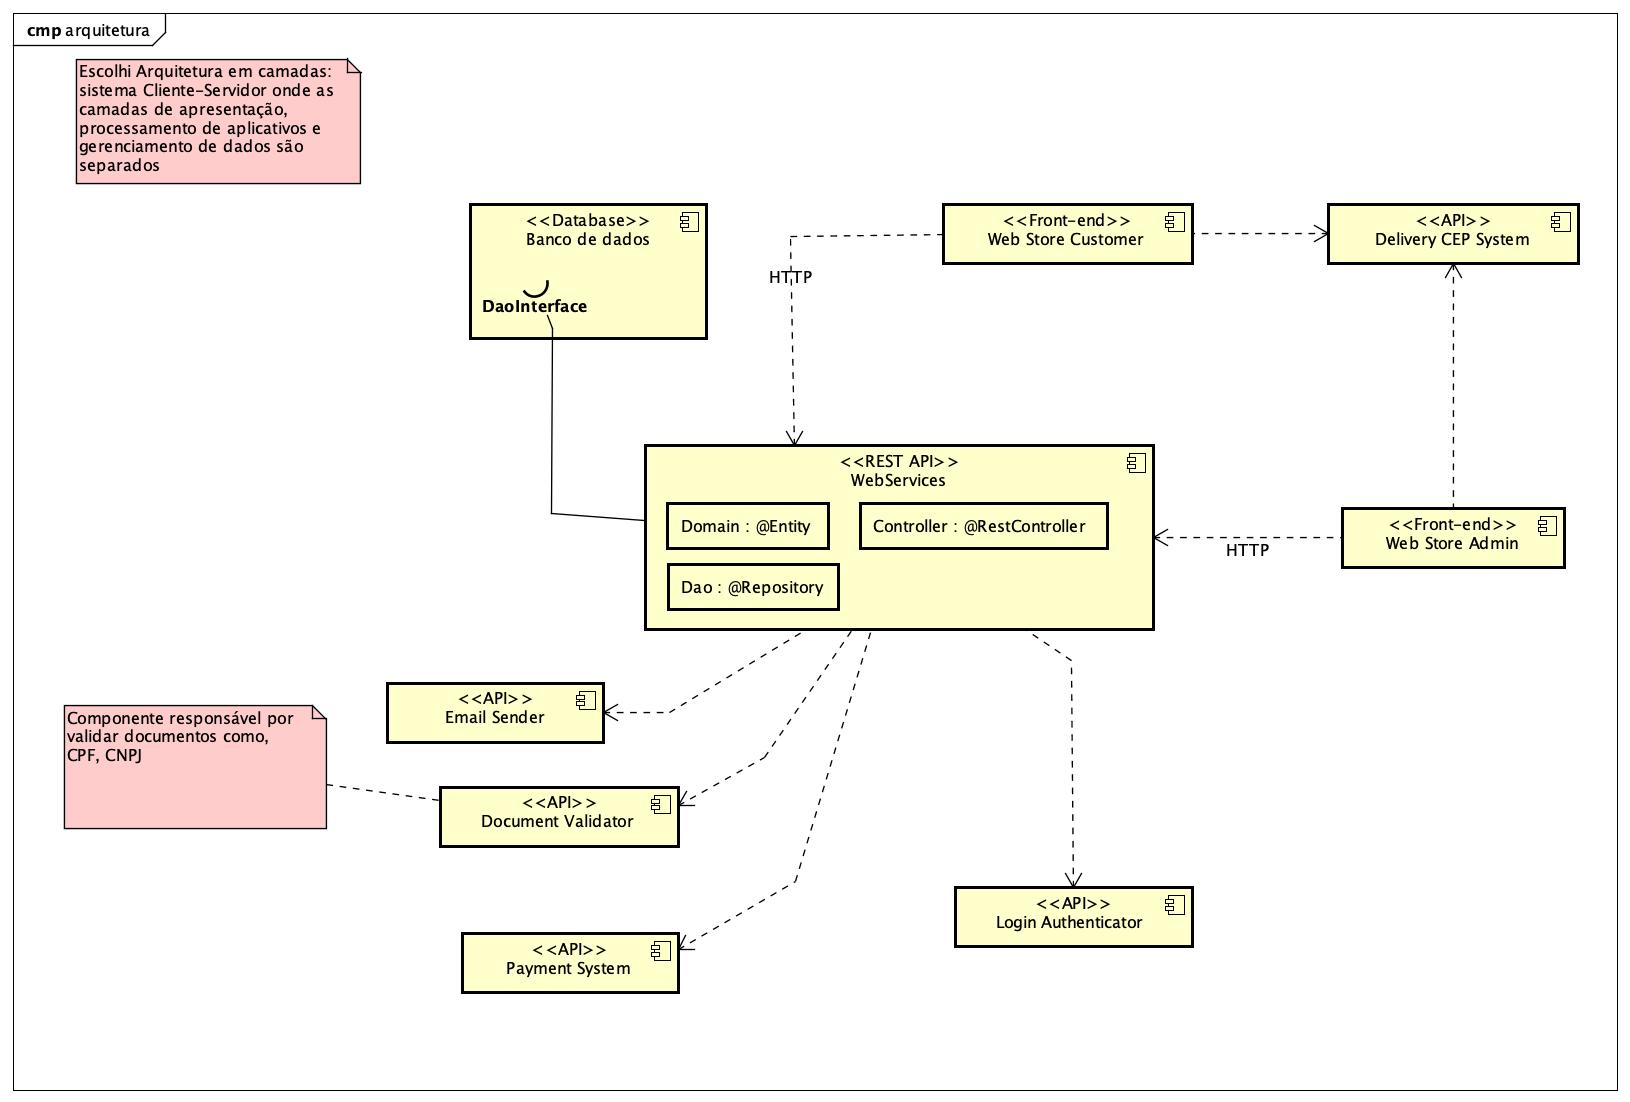 cmp arquitetura
Escolhi Arquitetura em camadas:
sistema Cliente-Servidor onde as
camadas de apresentação,
processamento de aplicativos e
gerenciamento de dados são
separados
<<Database>>
Banco de dados
DaoInterface
<<Front-end>>
Web Store Customer
<<API>>
Delivery CEP System
HTTP
<<REST API>>
WebServices
Domain : @Entity
Controller : @RestController
Dao : @Repository
HTTP
<<Front-end>>
Web Store Admin
<<API>>
Email Sender
Componente responsável por
validar documentos como,
CPF, CNPJ
<<API>>
Document Validator
<<API>>
Login Authenticator
<<API>>
Payment System